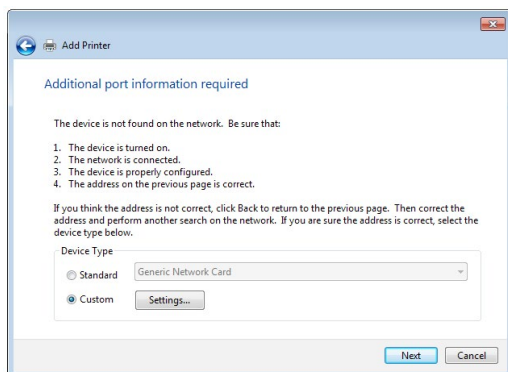 Add Printer
Additional port information required
The device is not found on the network. Be sure that:
1. The device is turned on.
2. The network is connected.
3. The device is properly configured.
4. The address on the previous page is correct.
If you think the address is not correct, click Back to return to the previous page. Then correct the
address and perform another search on the network. If you are sure the address is correct, select the
device type below.
Device Type
Standard Generic Network Card
Custom Settings...
Next Cancel